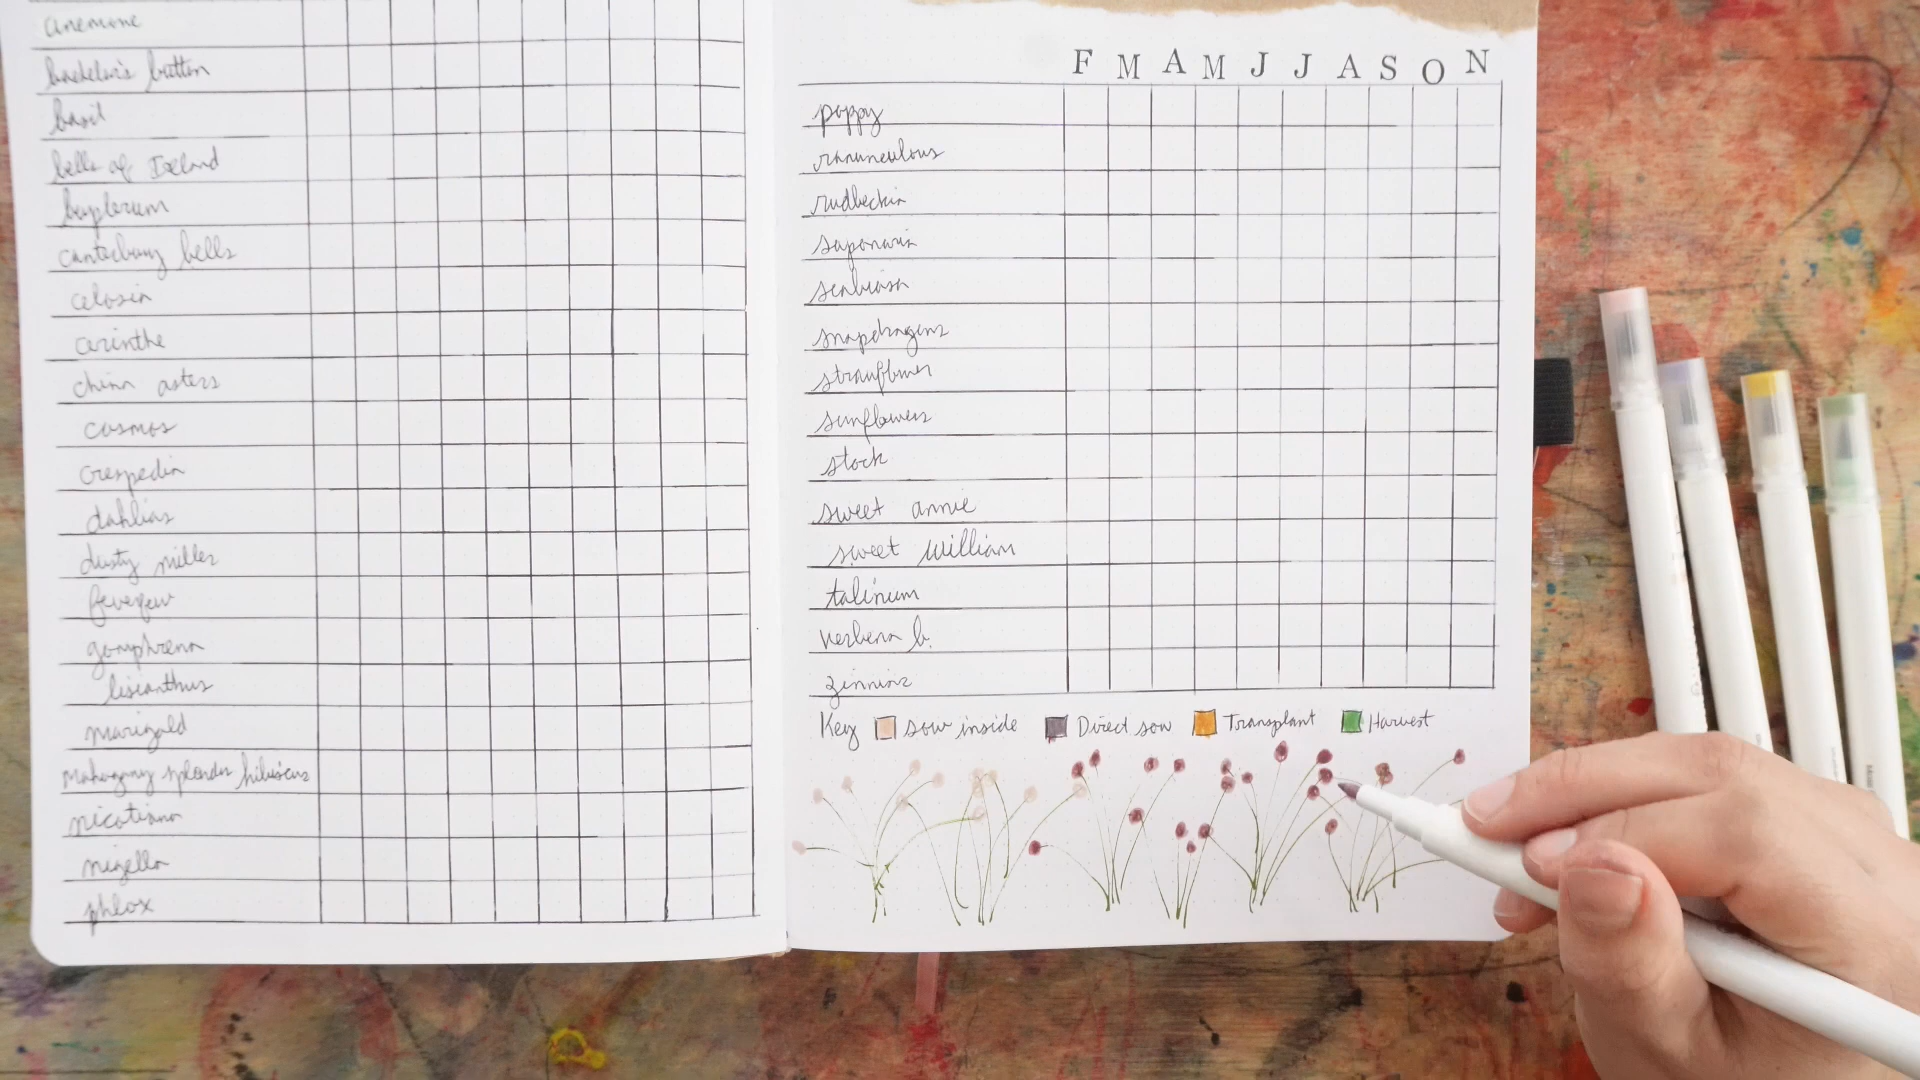 anemone
bachelor's button
basil
bells of Ireland
buplerum
canterbury bells
celosia
cerinthe
china asters
cosmos
crespedia
dahlias
dusty miller
feverfew
gomphrena
lisianthus
marigold
mahogany splendor hibiscus
nicotiana
nigella
phlox
F M A M J J A S O N
poppy
ranunculous
rudbeckia
saponaria
scabiosa
snapdragons
strawflower
sunflowers
stock
sweet annie
sweet William
talinum
verbena b.
zinnias
Key sow inside Direct sow Transplant Harvest